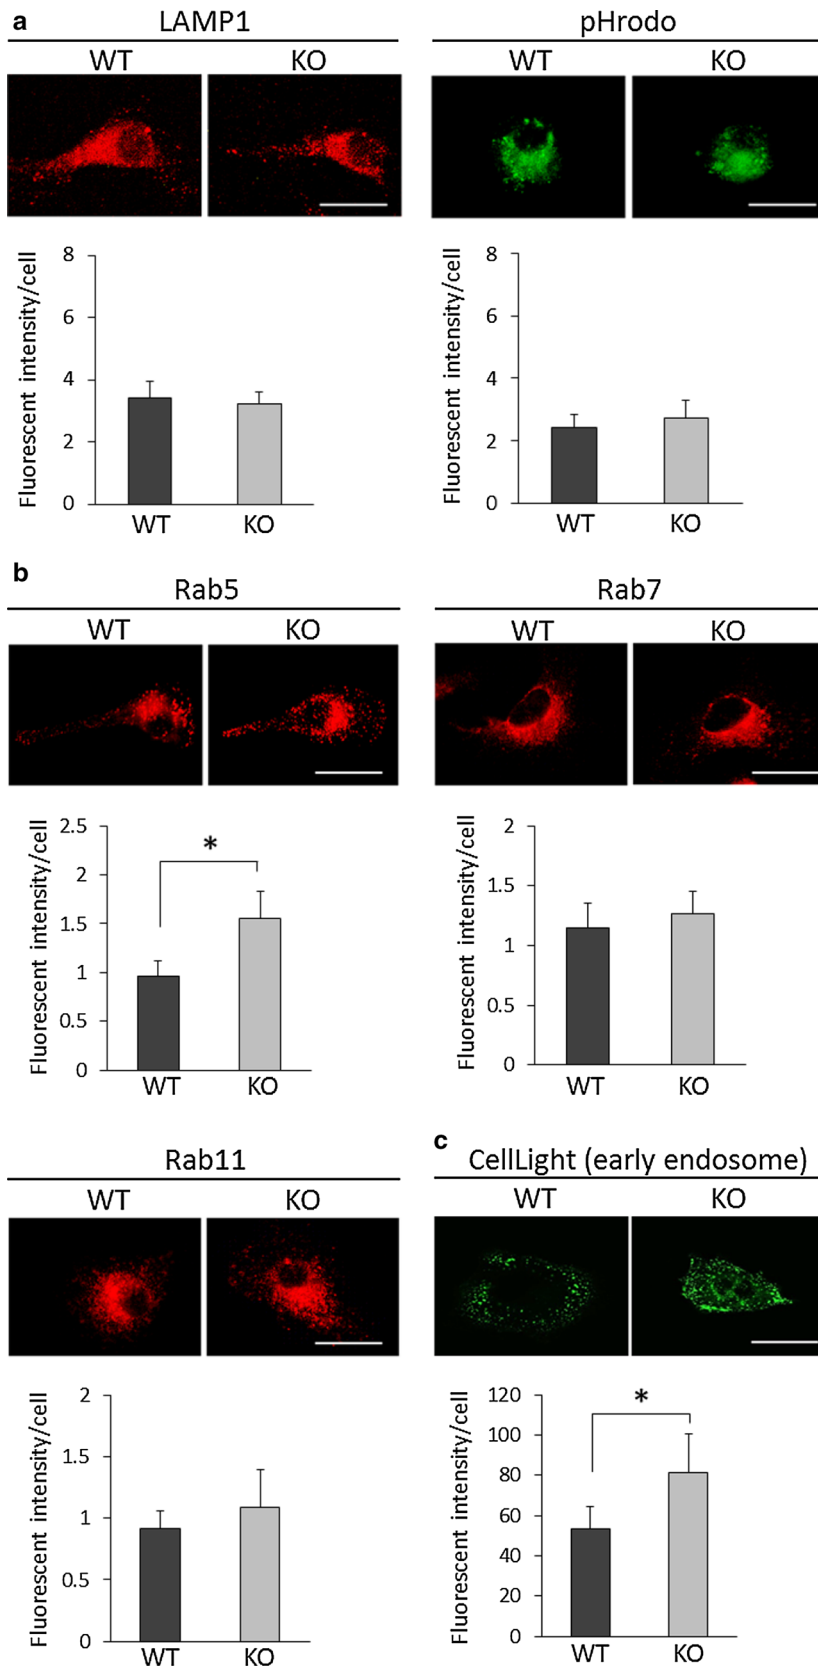 a
LAMP1
pHrodo
WT KO
WT KO
Fluorescent intensity/cell
8
6
4
2
0
WT KO
Fluorescent intensity/cell
8
6
4
2
0
WT KO
b
Rab5
Rab7
WT KO
WT KO
Fluorescent intensity/cell
2.5
2
1.5
1
0.5
0
*
WT KO
Fluorescent intensity/cell
2
1.5
1
0.5
0
WT KO
Rab11
WT KO
Fluorescent intensity/cell
2
1.5
1
0.5
0
WT KO
c
CellLight (early endosome)
WT KO
Fluorescent intensity/cell
120
100
80
60
40
20
0
*
WT KO